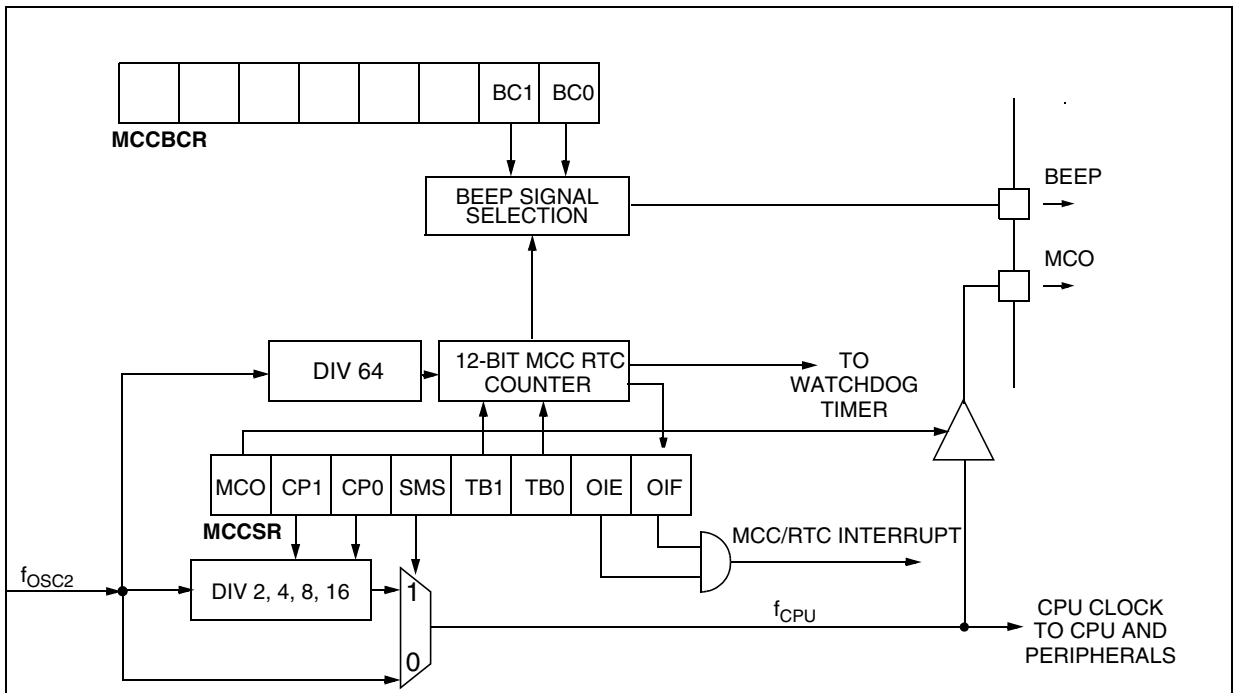 BC1 BC0
MCCBCR
BEEP SIGNAL
SELECTION
BEEP
MCO
DIV 64
12-BIT MCC RTC
COUNTER
TO
WATCHDOG
TIMER
MCO CP1 CP0 SMS TB1 TB0 OIE OIF
MCCSR
MCC/RTC INTERRUPT
fOSC2
DIV 2, 4, 8, 16
1
0
fCPU
CPU CLOCK
TO CPU AND
PERIPHERALS